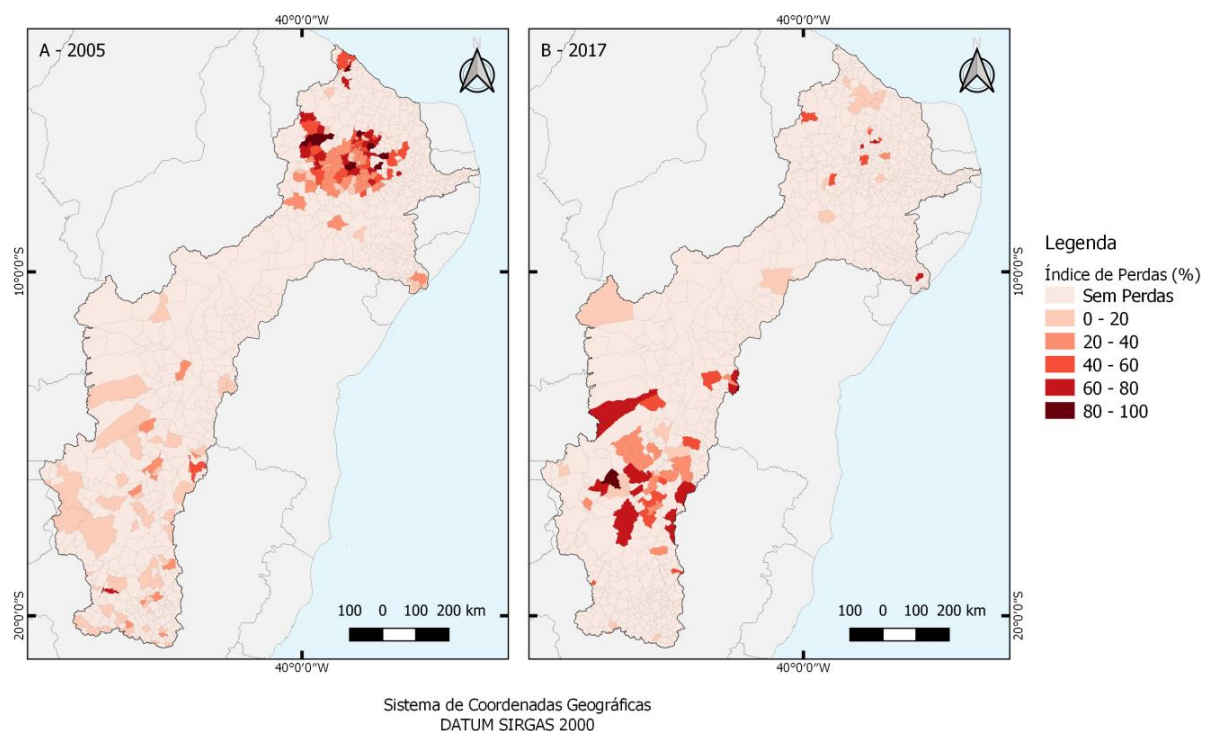 40°0'0"W
40°0'0"W
A - 2005
N
B - 2017
N
10°0'0"S
10°0'0"S
Legenda
Índice de Perdas (%)
Sem Perdas
0 - 20
20 - 40
40 - 60
60 - 80
80 - 100
20°0'0"S
100 0 100 200 km
100 0 100 200 km
20°0'0"S
40°0'0"W
40°0'0"W
Sistema de Coordenadas Geográficas
DATUM SIRGAS 2000